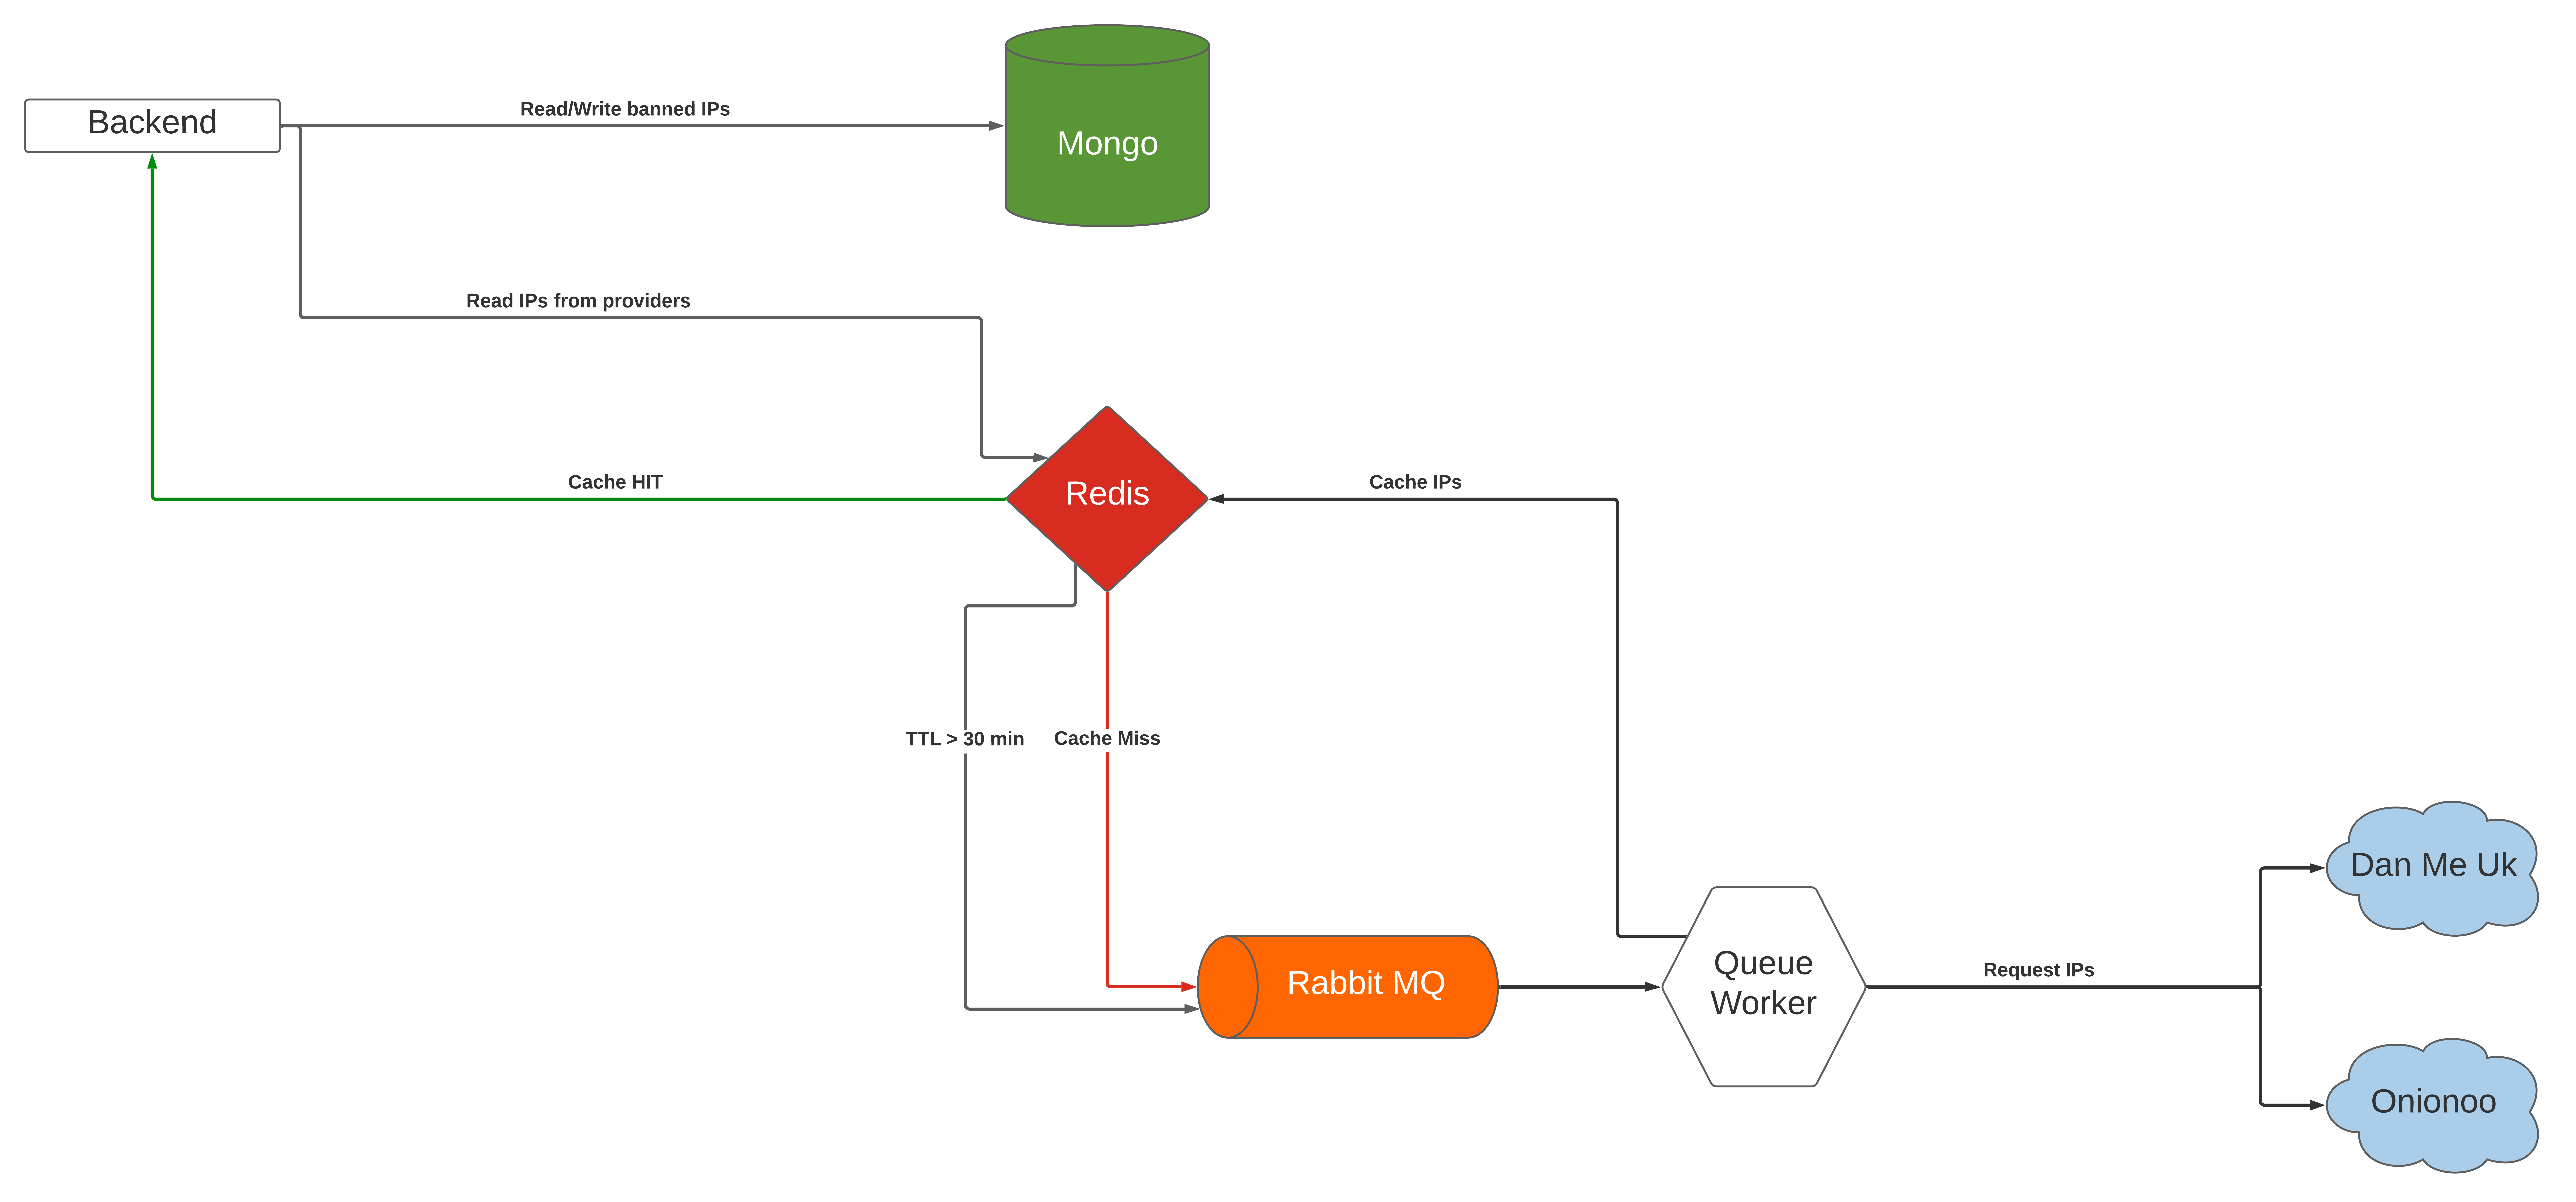 Backend
Read/Write banned IPs
Mongo
Read IPs from providers
Cache HIT
Redis
Cache IPs
TTL > 30 min
Cache Miss
Rabbit MQ
Queue
Worker
Request IPs
Dan Me Uk
Onionoo